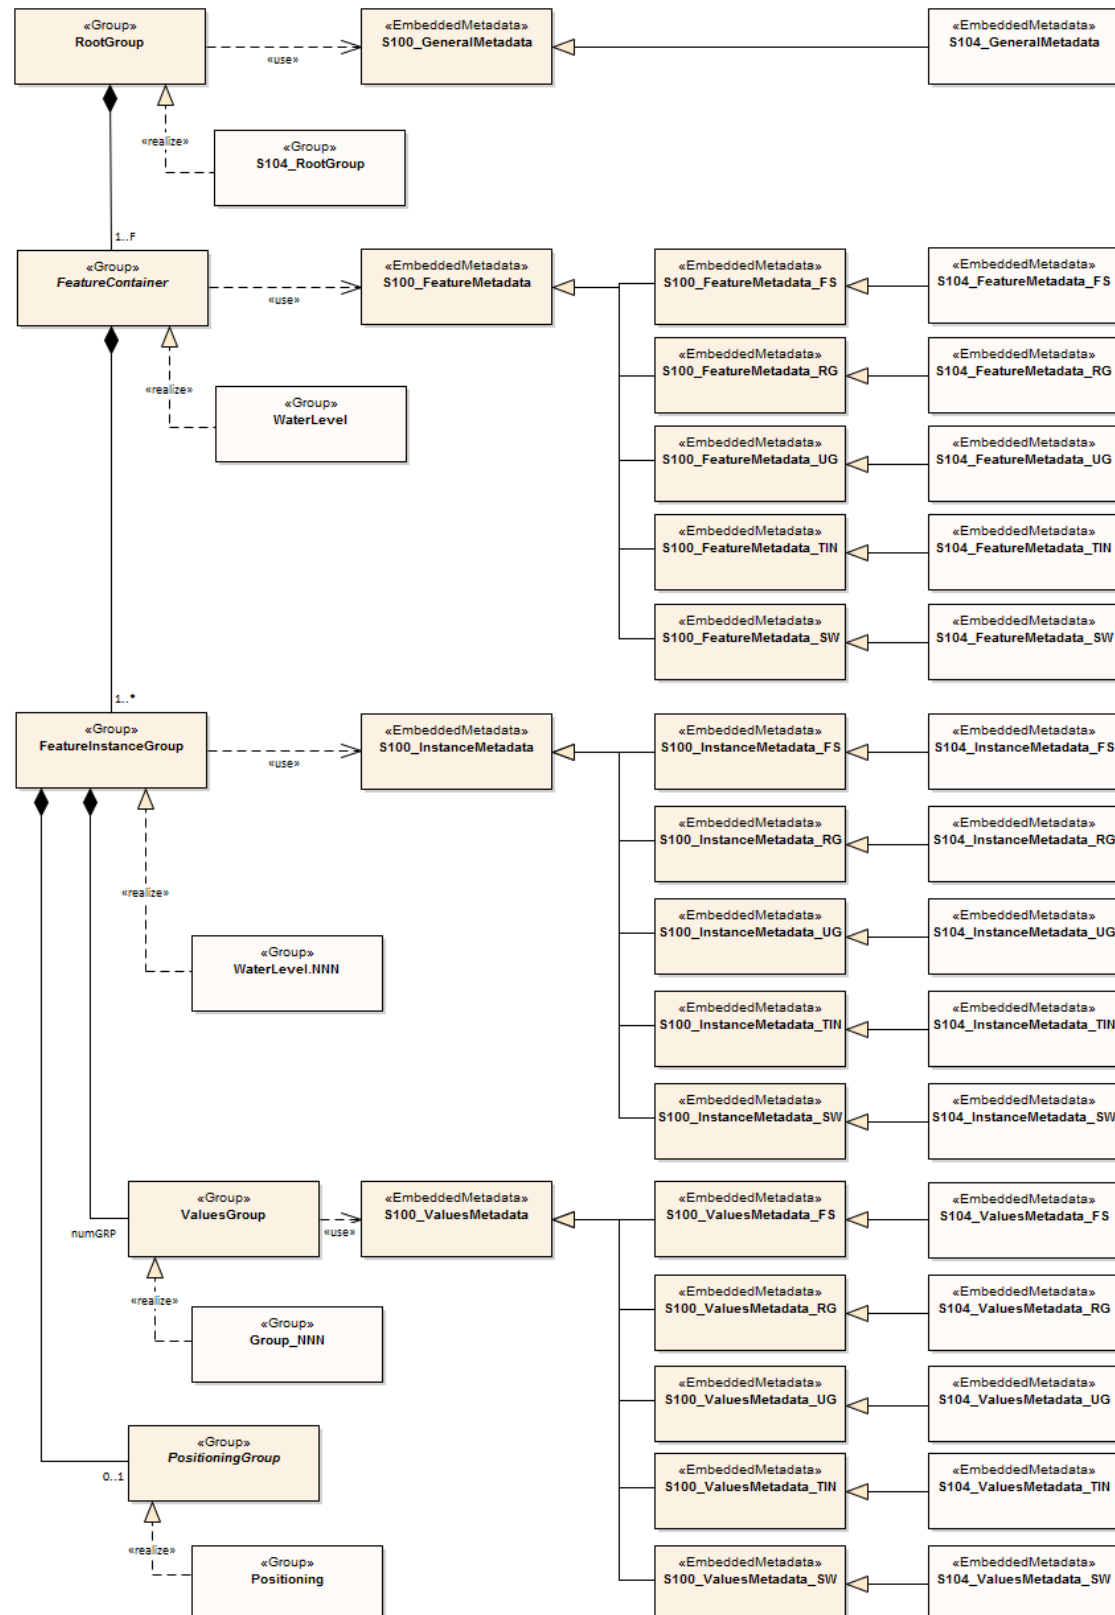 «Group»
RootGroup
«use»
«EmbeddedMetadata»
S100_GeneralMetadata
«EmbeddedMetadata»
S104_GeneralMetadata
«realize»
«Group»
S104_RootGroup
1..F
«Group»
FeatureContainer
«use»
«EmbeddedMetadata»
S100_FeatureMetadata
«EmbeddedMetadata»
S100_FeatureMetadata_FS
«EmbeddedMetadata»
S104_FeatureMetadata_FS
«EmbeddedMetadata»
S100_FeatureMetadata_RG
«EmbeddedMetadata»
S104_FeatureMetadata_RG
«realize»
«Group»
WaterLevel
«EmbeddedMetadata»
S100_FeatureMetadata_UG
«EmbeddedMetadata»
S104_FeatureMetadata_UG
«EmbeddedMetadata»
S100_FeatureMetadata_TIN
«EmbeddedMetadata»
S104_FeatureMetadata_TIN
«EmbeddedMetadata»
S100_FeatureMetadata_SW
«EmbeddedMetadata»
S104_FeatureMetadata_SW
1..*
«Group»
FeatureInstanceGroup
«use»
«EmbeddedMetadata»
S100_InstanceMetadata
«EmbeddedMetadata»
S100_InstanceMetadata_FS
«EmbeddedMetadata»
S104_InstanceMetadata_FS
«EmbeddedMetadata»
S100_InstanceMetadata_RG
«EmbeddedMetadata»
S104_InstanceMetadata_RG
«realize»
«Group»
WaterLevel.NNN
«EmbeddedMetadata»
S100_InstanceMetadata_UG
«EmbeddedMetadata»
S104_InstanceMetadata_UG
«EmbeddedMetadata»
S100_InstanceMetadata_TIN
«EmbeddedMetadata»
S104_InstanceMetadata_TIN
«EmbeddedMetadata»
S100_InstanceMetadata_SW
«EmbeddedMetadata»
S104_InstanceMetadata_SW
numGRP
«Group»
ValuesGroup
«use»
«EmbeddedMetadata»
S100_ValuesMetadata
«EmbeddedMetadata»
S100_ValuesMetadata_FS
«EmbeddedMetadata»
S104_ValuesMetadata_FS
«realize»
«Group»
Group_NNN
«EmbeddedMetadata»
S100_ValuesMetadata_RG
«EmbeddedMetadata»
S104_ValuesMetadata_RG
«EmbeddedMetadata»
S100_ValuesMetadata_UG
«EmbeddedMetadata»
S104_ValuesMetadata_UG
0..1
«Group»
PositioningGroup
«EmbeddedMetadata»
S100_ValuesMetadata_TIN
«EmbeddedMetadata»
S104_ValuesMetadata_TIN
«realize»
«Group»
Positioning
«EmbeddedMetadata»
S100_ValuesMetadata_SW
«EmbeddedMetadata»
S104_ValuesMetadata_SW